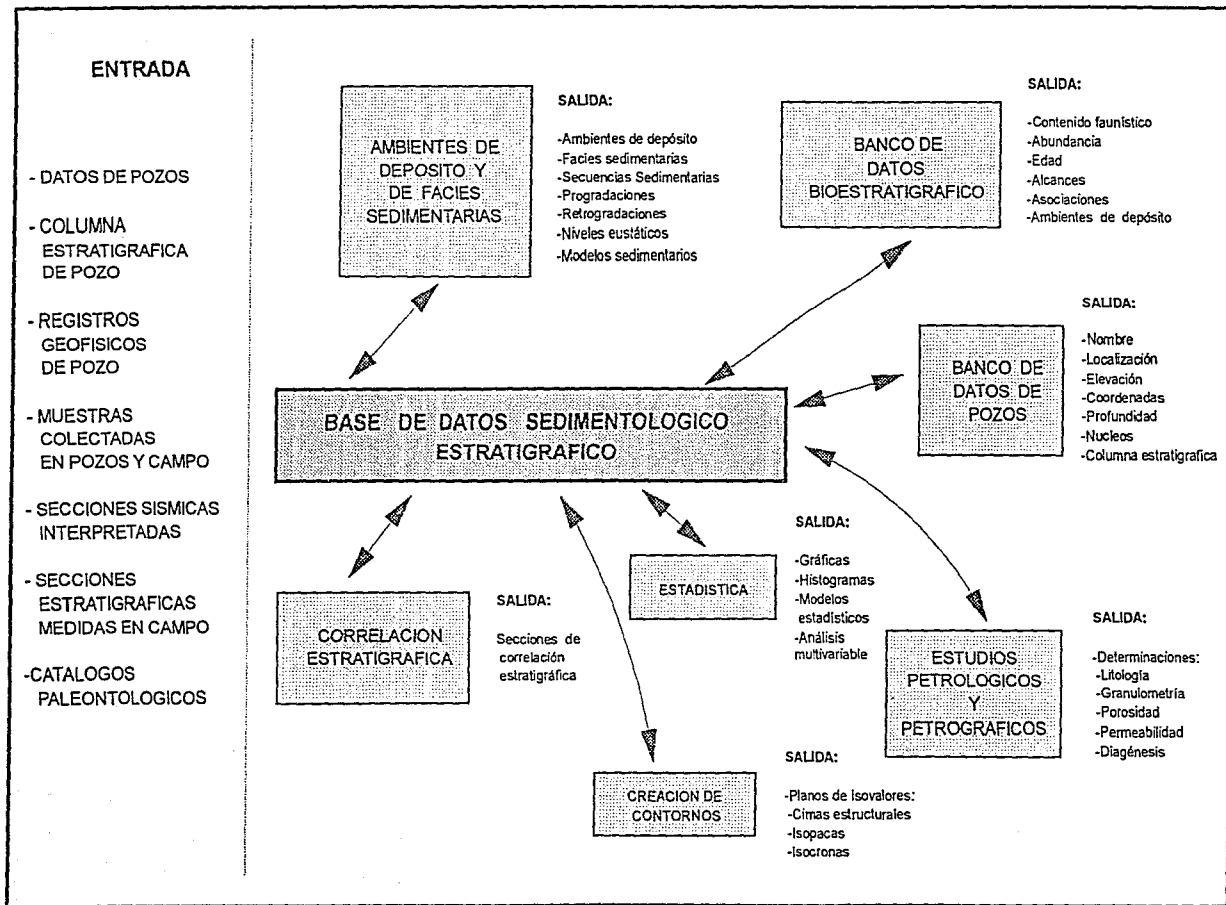 ENTRADA
- DATOS DE POZOS
- COLUMNA
ESTRATIGRAFICA
DE POZO
- REGISTROS
GEOFISICOS
DE POZO
- MUESTRAS
COLECTADAS
EN POZOS Y CAMPO
- SECCIONES SISMICAS
INTERPRETADAS
- SECCIONES
ESTRATIGRAFICAS
MEDIDAS EN CAMPO
-CATALOGOS
PALEONTOLOGICOS
AMBIENTES DE
DEPOSITO Y
DE FACIES
SEDIMENTARIAS
SALIDA:
-Ambientes de depósito
-Facies sedimentarias
-Secuencias Sedimentarias
-Progradaciones
-Retrogradaciones
-Níveles eustáticos
-Modelos sedimentarios
BANCO DE
DATOS
BIOESTRATIGRAFICO
SALIDA:
-Contenido faunístico
-Abundancia
-Edad
-Alcances
-Asociaciones
-Ambientes de depósito
BANCO DE
DATOS DE
POZOS
SALIDA:
-Nombre
-Localización
-Elevación
-Coordenadas
-Profundidad
-Nucleos
-Columna estratigrafica
BASE DE DATOS SEDIMENTOLOGICO
ESTRATIGRAFICO
CORRELACION
ESTRATIGRAFICA
SALIDA:
Secciones de
correlación
estratigráfica
ESTADISTICA
SALIDA:
-Gráficas
-Histogramas
-Modelos
estadísticos
-Análisis
multivariable
ESTUDIOS
PETROLOGICOS
Y
PETROGRAFICOS
SALIDA:
-Determinaciones:
-Litología
-Granulometría
-Porosidad
-Permeabilidad
-Diagénesis
CREACION DE
CONTORNOS
SALIDA:
-Planos de Isovalores:
-Cimas estructurales
-Isopacas
-Isocronas